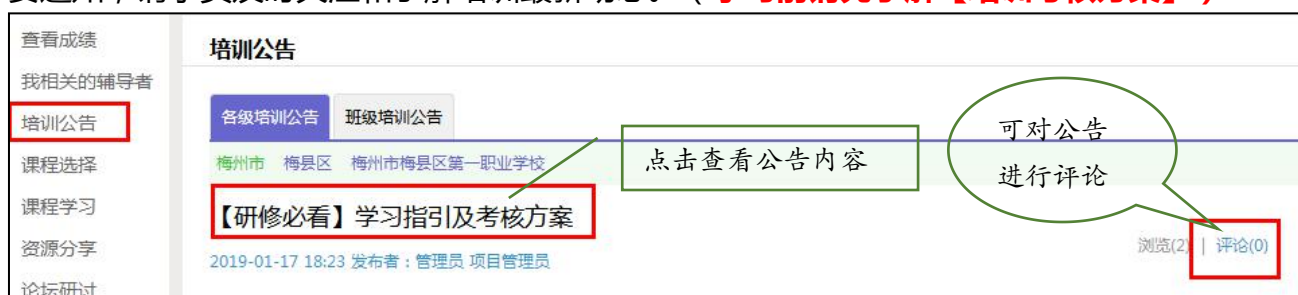 查看成绩
培训公告
我相关的辅导者
培训公告
各级培训公告 班级培训公告
可对公告
进行评论
点击查看公告内容
课程选择
梅州市 梅县区 梅州市梅县区第一职业学校
课程学习
【研修必看】学习指引及考核方案
资源分享
浏览(2) | 评论(0)
2019-01-17 18:23 发布者：管理员 项目管理员
论坛研讨